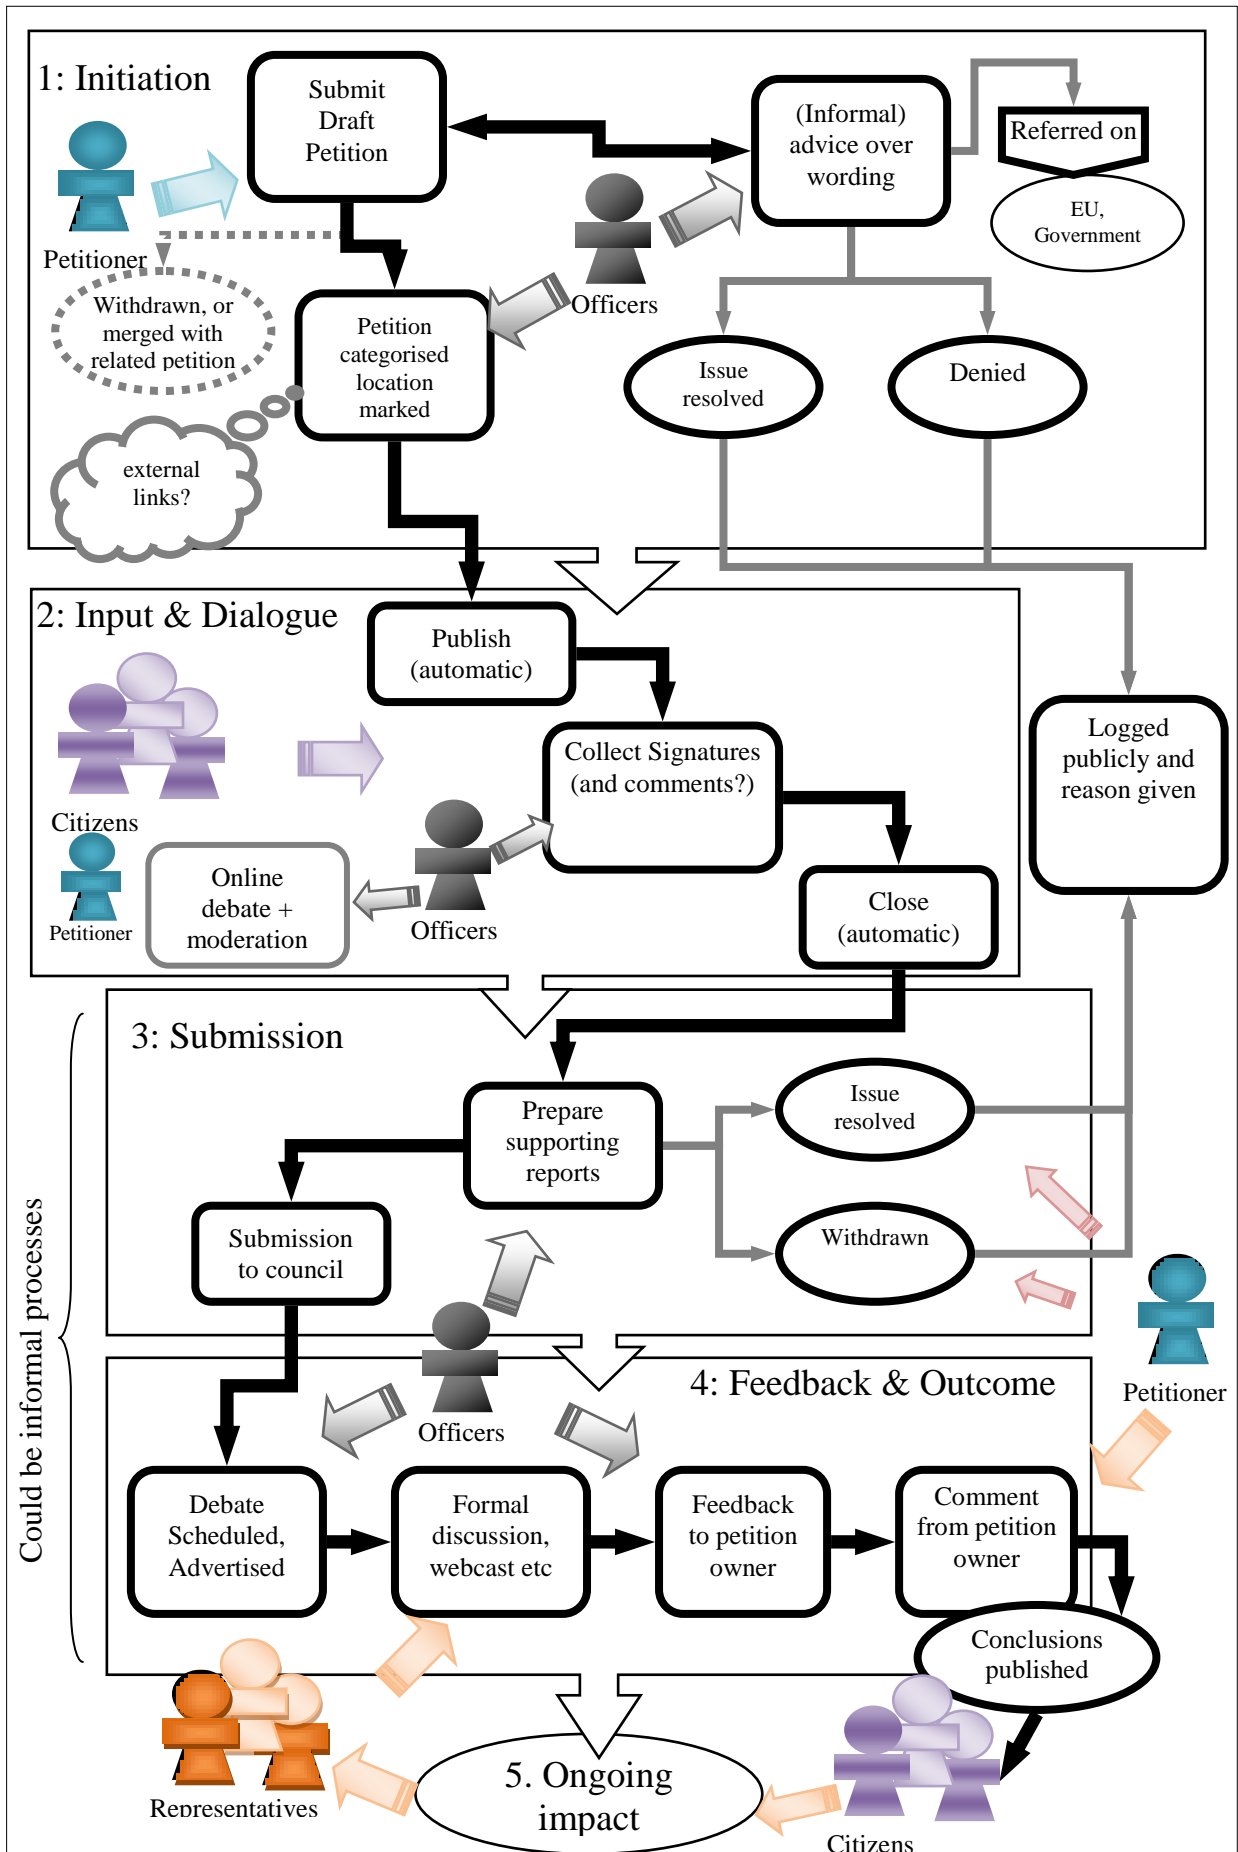 1: Initiation
Submit
Draft
Petition
(Informal)
advice over
wording
Referred on
EU,
Government
Petitioner
Officers
Withdrawn, or
merged with
related petition
Petition
categorised
location
marked
Issue
resolved
Denied
external
links?
2: Input & Dialogue
Publish
(automatic)
Collect Signatures
(and comments?)
Logged
publicly and
reason given
Citizens
Petitioner
Online
debate +
moderation
Officers
Close
(automatic)
3: Submission
Prepare
supporting
reports
Issue
resolved
Withdrawn
Submission
to council
Could be informal processes
4: Feedback & Outcome
Officers
Petitioner
Debate
Scheduled,
Advertised
Formal
discussion,
webcast etc
Feedback
to petition
owner
Comment
from petition
owner
Conclusions
published
Representatives
5. Ongoing
impact
Citizens